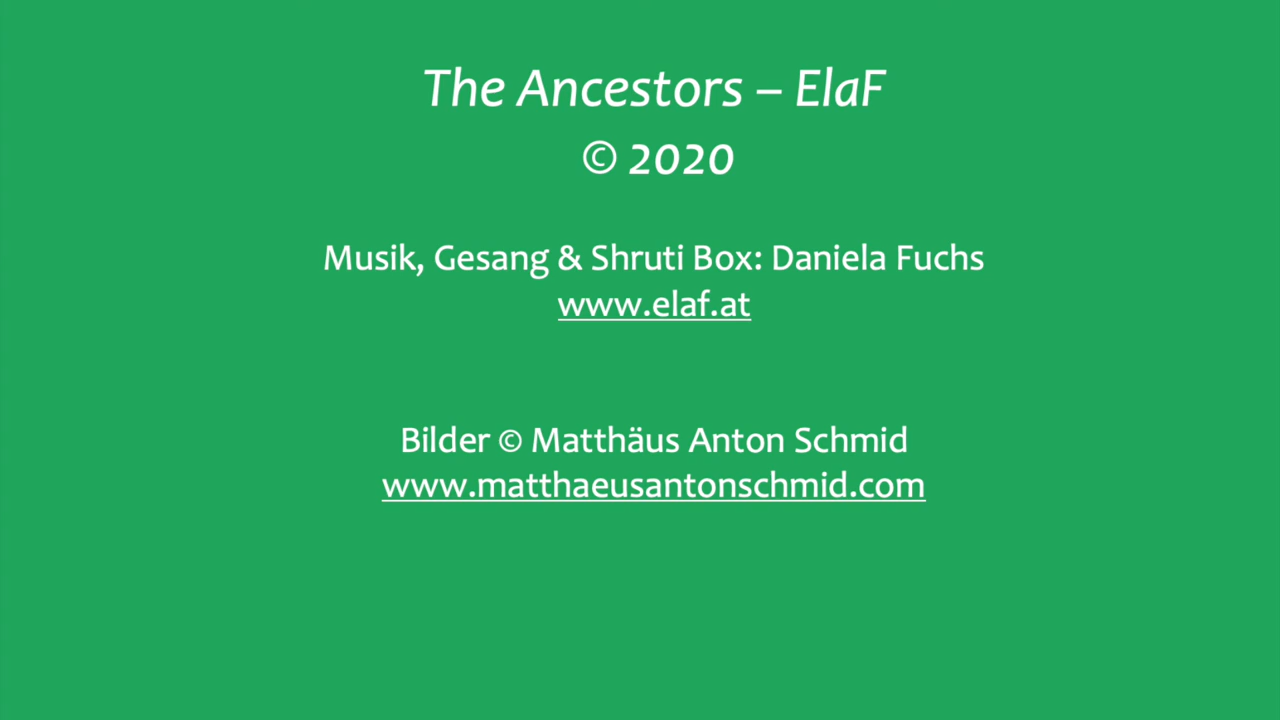 The Ancestors – ElaF
© 2020
Musik, Gesang & Shruti Box: Daniela Fuchs
www.elaf.at
Bilder © Matthäus Anton Schmid
www.matthaeusantonschmid.com